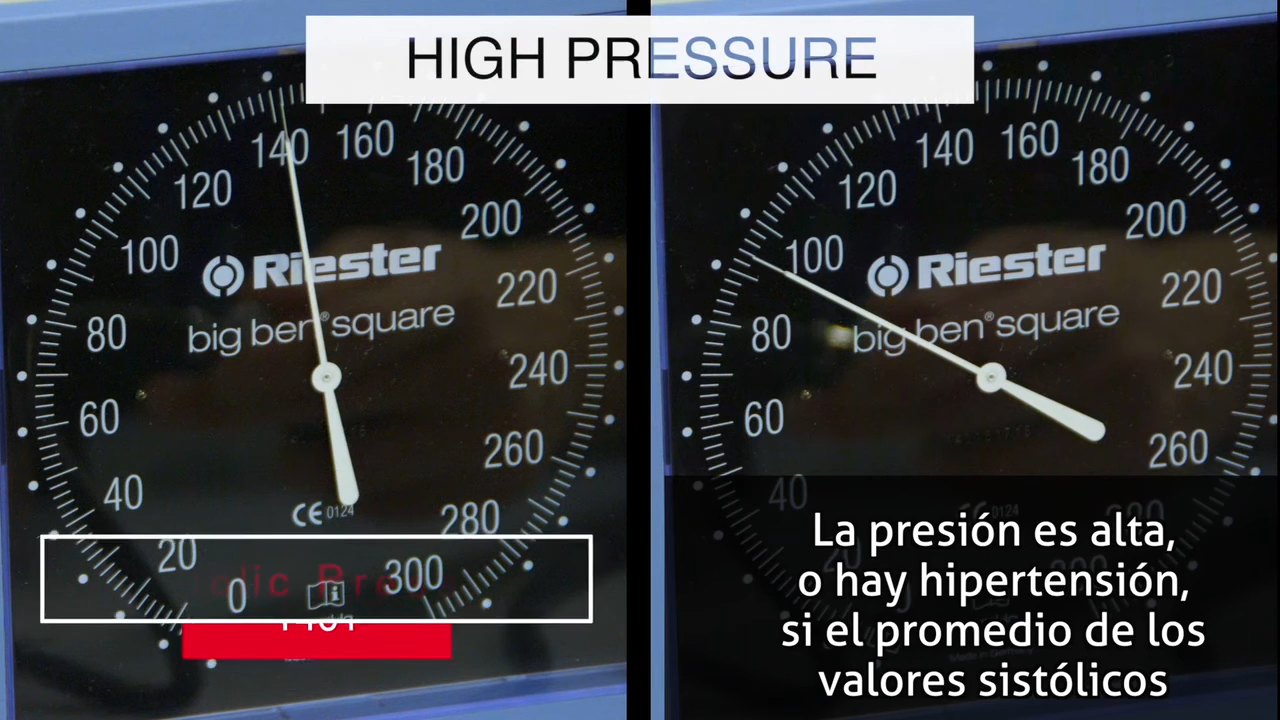 HIGH PRESSURE
140
160
120
180
100
200
Riester
220
big ben® square
80
240
60
260
40
CE 0124
280
20
300
0
140
160
120
180
100
200
Riester
220
big ben® square
80
240
60
260
40
La presión es alta,
o hay hipertensión,
si el promedio de los
valores sistólicos